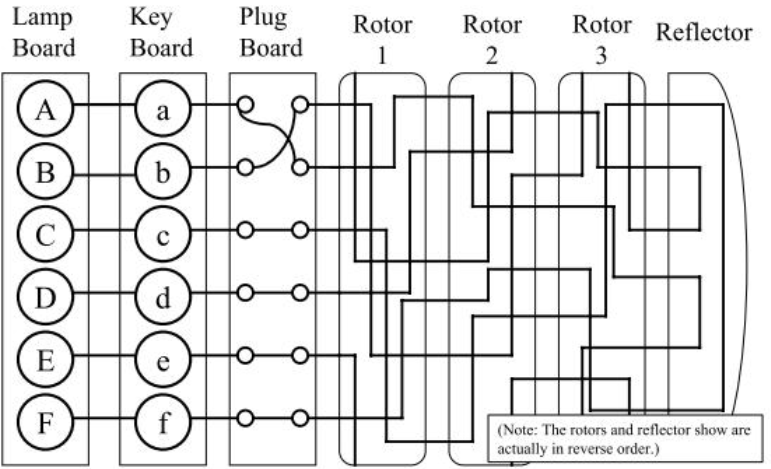 Lamp Board
Key Board
Plug Board
Rotor 1
Rotor 2
Rotor 3
Reflector
A
a
B
b
C
c
D
d
E
e
F
f
(Note: The rotors and reflector show are
actually in reverse order.)